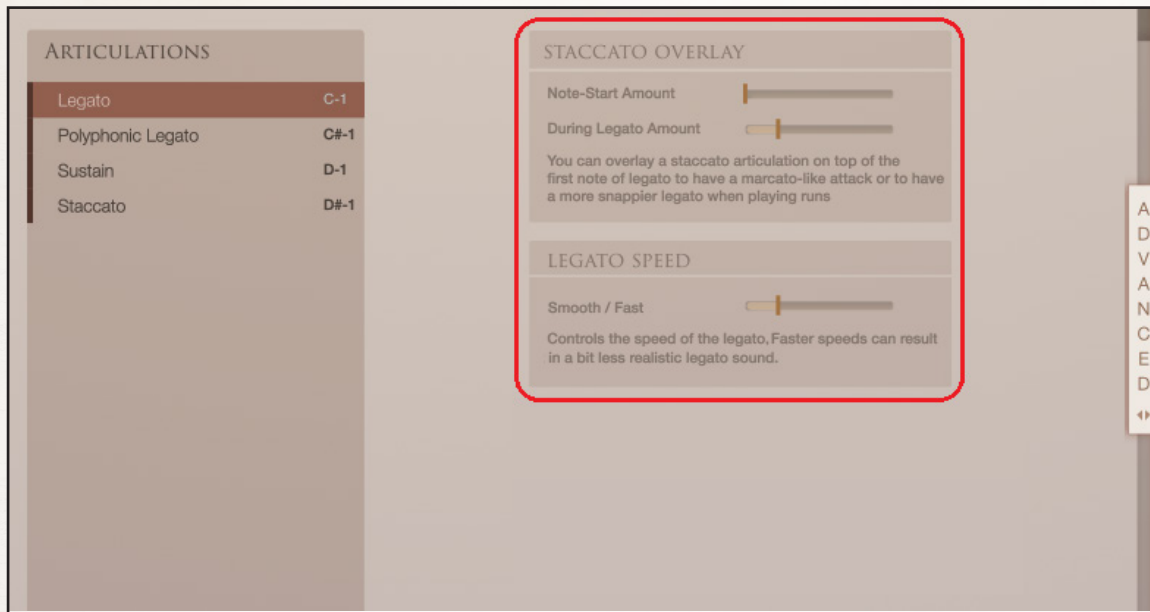 ARTICULATIONS
Legato C-1
Polyphonic Legato C#-1
Sustain D-1
Staccato D#-1
STACCATO OVERLAY
Note-Start Amount
During Legato Amount
You can overlay a staccato articulation on top of the
first note of legato to have a marcato-like attack or to have
a more snappier legato when playing runs
LEGATO SPEED
Smooth / Fast
Controls the speed of the legato, Faster speeds can result
in a bit less realistic legato sound.
A
D
V
A
N
C
E
D